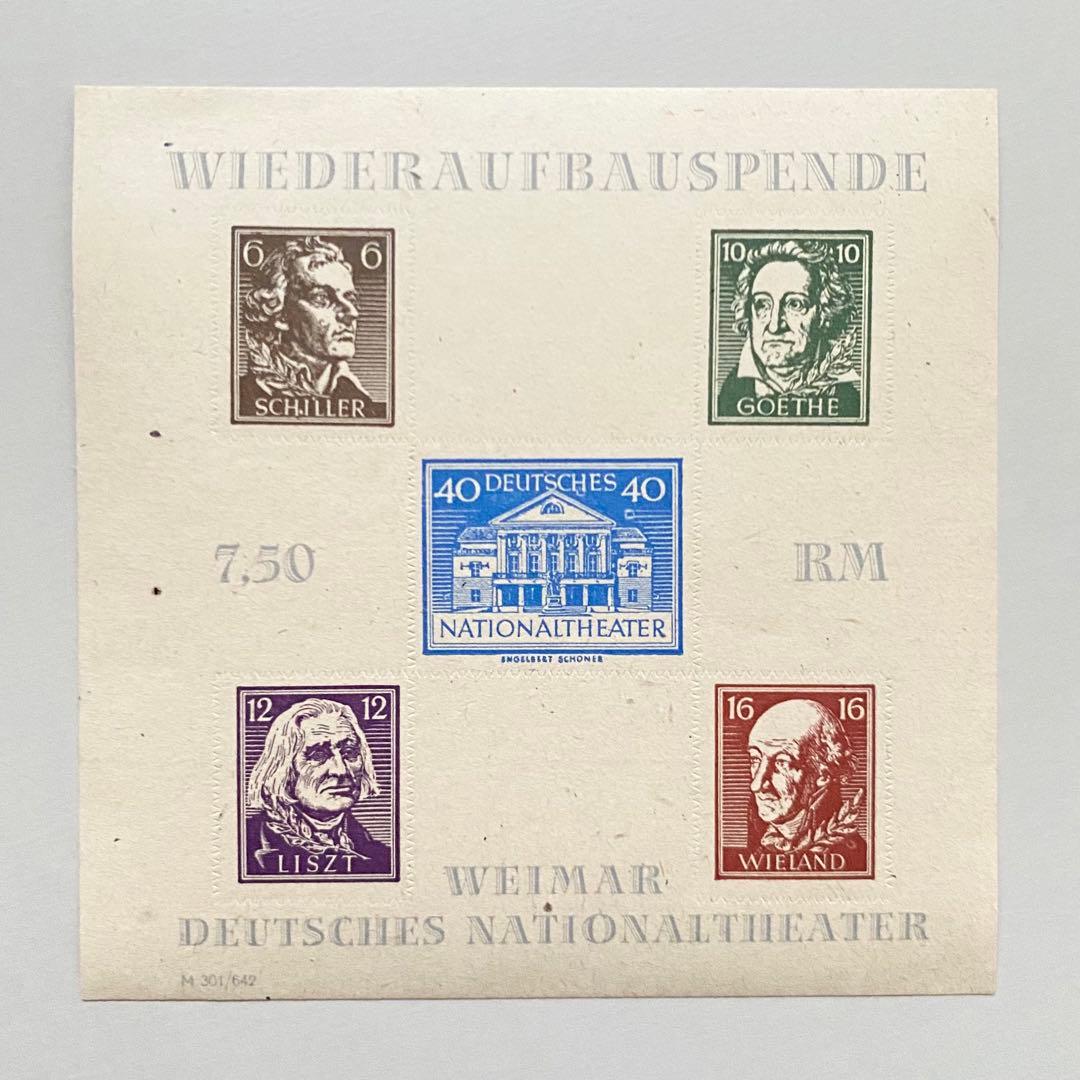 WIEDERAUFBAUSPENDE
6 6
SCHILLER
10 10
GOETHE
40 DEUTSCHES 40
NATIONALTHEATER
ENGELBERT SCHONER
7,50 RM
12 12
LISZT
16 16
WIELAND
WEIMAR
DEUTSCHES NATIONALTHEATER
M 301/642